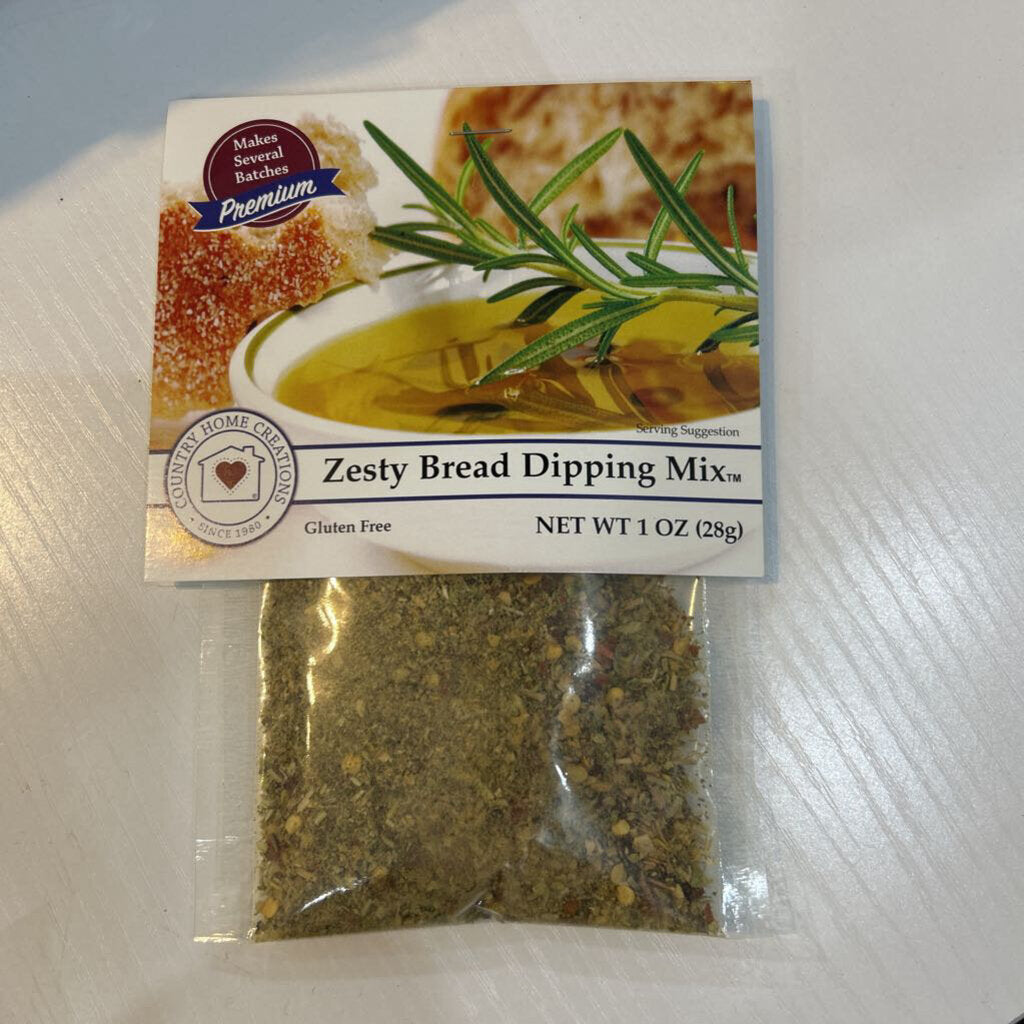 Makes
Several
Batches
Premium
Serving Suggestion
COUNTRY HOME CREATIONS
• SINCE 1980 •
Zesty Bread Dipping Mix™
Gluten Free
NET WT 1 OZ (28g)